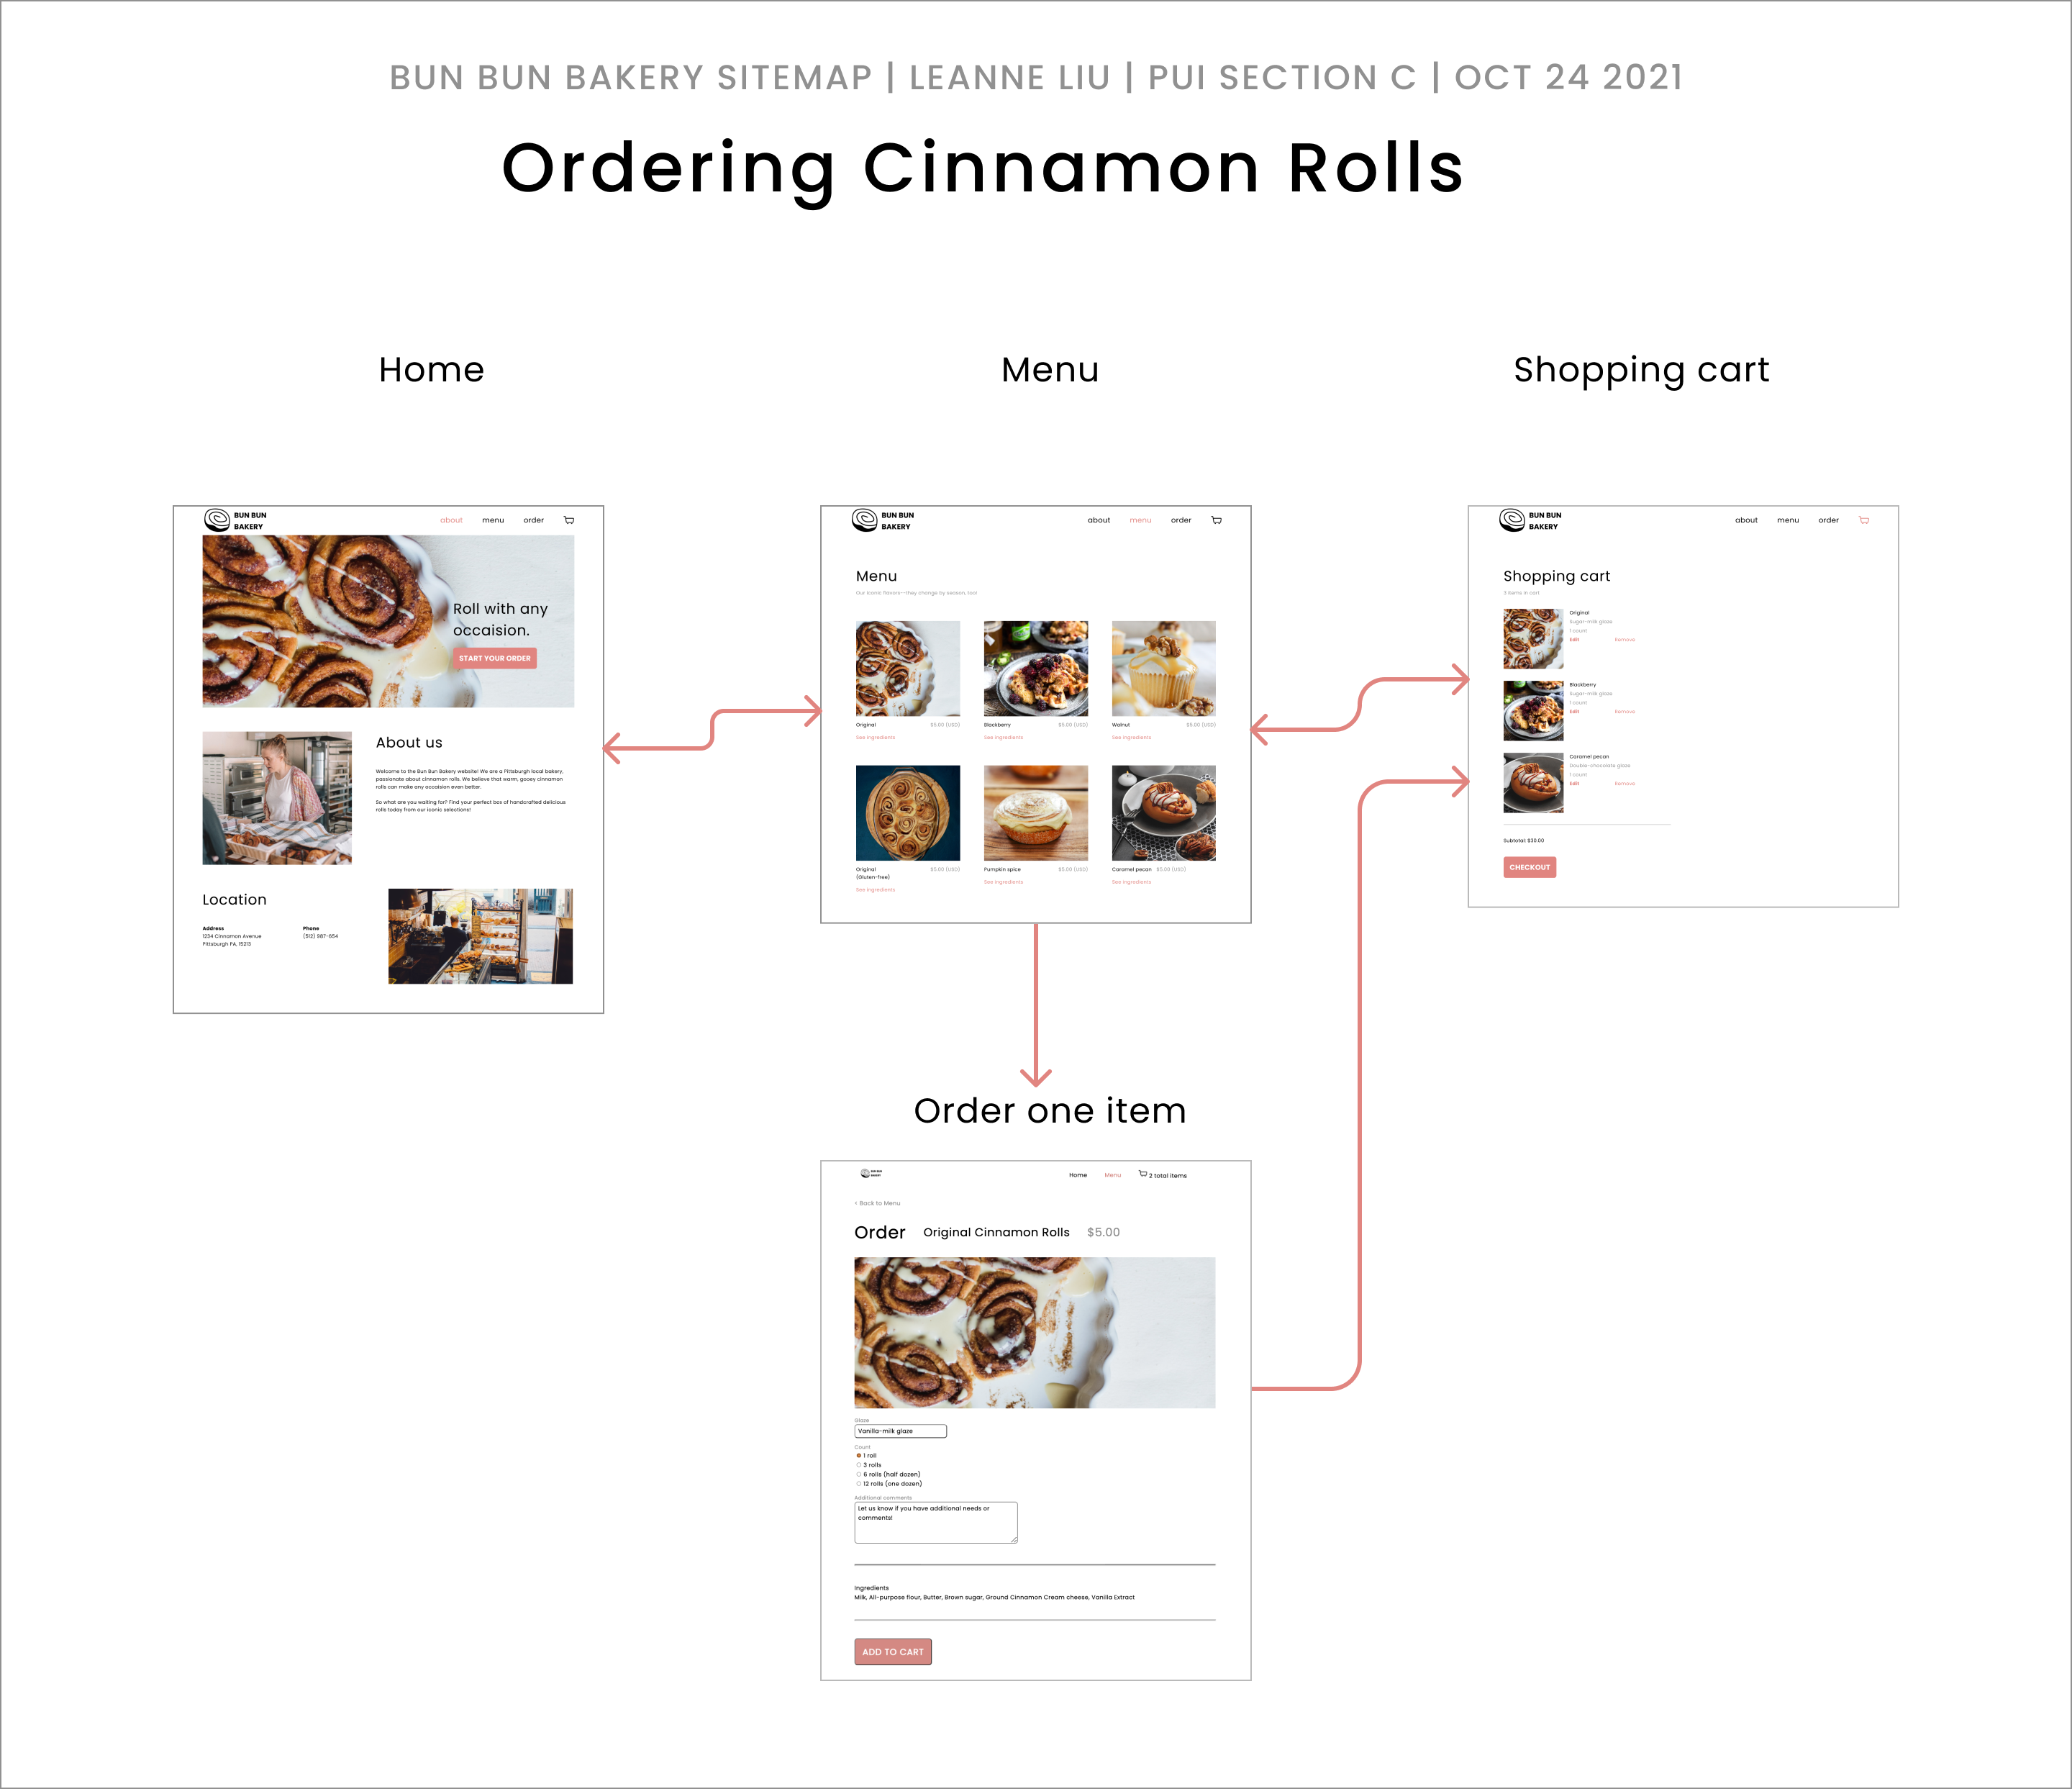 BUN BUN BAKERY SITEMAP | LEANNE LIU | PUI SECTION C | OCT 24 2021
Ordering Cinnamon Rolls
Home
Menu
Shopping cart
BUN BUN
BAKERY
about menu order
Roll with any
occaision.
START YOUR ORDER
About us
Welcome to the Bun Bun Bakery website! We are a Pittsburgh local bakery,
passionate about cinnamon rolls. We believe that warm, gooey cinnamon
rolls can make any occaision even better.
So what are you waiting for? Find your perfect box of handcrafted delicious
rolls today from our iconic selections!
Location
Address
1234 Cinnamon Avenue
Pittsburgh PA, 15213
Phone
(512) 987-654
BUN BUN
BAKERY
about menu order
Menu
Our iconic flavors--they change by season, too!
Original $5.00 (USD)
See ingredients
Blackberry $5.00 (USD)
See ingredients
Walnut $5.00 (USD)
See ingredients
Original $5.00 (USD)
(Gluten-free)
See ingredients
Pumpkin spice $5.00 (USD)
See ingredients
Caramel pecan $5.00 (USD)
See ingredients
BUN BUN
BAKERY
about menu order
Shopping cart
3 items in cart
Original
Sugar-milk glaze
1 count
Edit Remove
Blackberry
Sugar-milk glaze
1 count
Edit Remove
Caramel pecan
Double-chocolate glaze
1 count
Edit Remove
Subtotal: $30.00
CHECKOUT
Order one item
BUN BUN
BAKERY
Home Menu 2 total items
< Back to Menu
Order Original Cinnamon Rolls $5.00
Glaze
Vanilla-milk glaze
Count
1 roll
3 rolls
6 rolls (half dozen)
12 rolls (one dozen)
Additional comments
Let us know if you have additional needs or
comments!
Ingredients
Milk, All-purpose flour, Butter, Brown sugar, Ground Cinnamon Cream cheese, Vanilla Extract
ADD TO CART